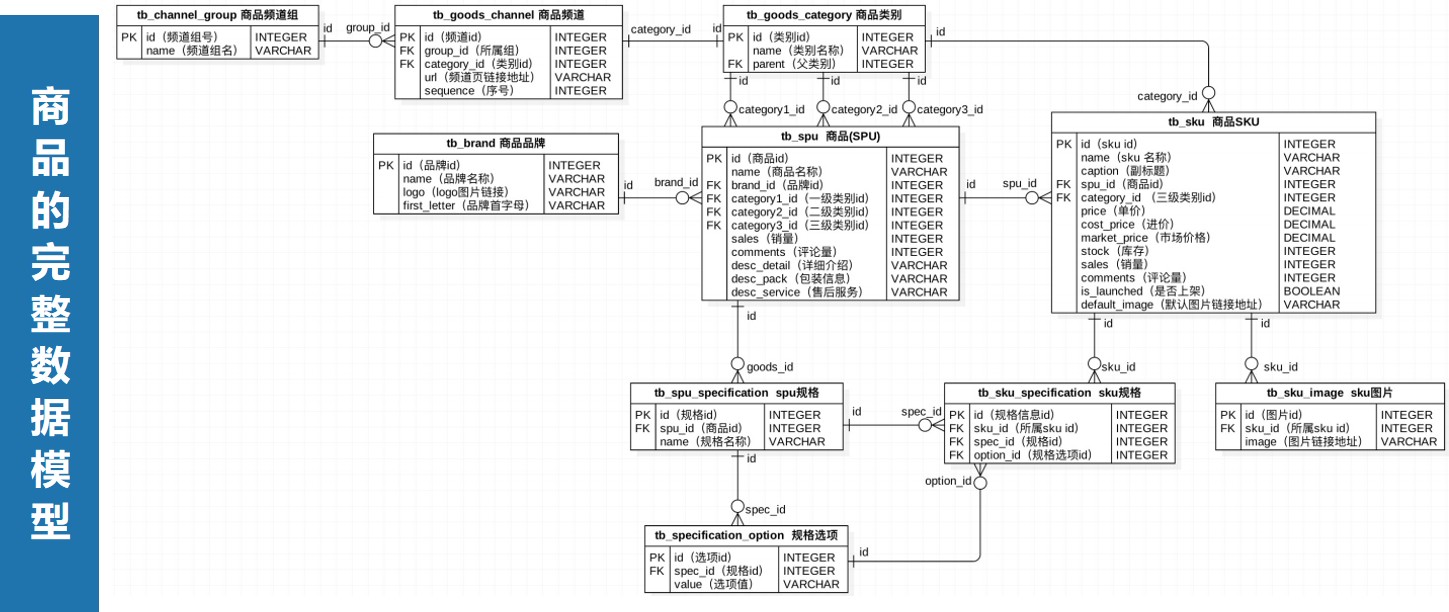 商品的完整数据模型
tb_channel_group 商品频道组
PK id（频道组号） INTEGER
name（频道组名） VARCHAR
id
group_id
tb_goods_channel 商品频道
PK id（频道id） INTEGER
FK group_id（所属组） INTEGER
FK category_id（类别id） INTEGER
url（频道页链接地址） VARCHAR
sequence（序号） INTEGER
category_id
id
tb_goods_category 商品类别
PK id（类别id） INTEGER
name（类别名称） VARCHAR
FK parent（父类别） INTEGER
id
category_id
id
id
id
category1_id
category2_id
category3_id
tb_brand 商品品牌
PK id（品牌id） INTEGER
name（品牌名称） VARCHAR
logo（logo图片链接） VARCHAR
first_letter（品牌首字母） VARCHAR
id
brand_id
tb_spu 商品(SPU)
PK id（商品id） INTEGER
name（商品名称） VARCHAR
FK brand_id（品牌id） INTEGER
FK category1_id（一级类别id） INTEGER
FK category2_id（二级类别id） INTEGER
FK category3_id（三级类别id） INTEGER
sales（销量） INTEGER
comments（评论量） INTEGER
desc_detail（详细介绍） VARCHAR
desc_pack（包装信息） VARCHAR
desc_service（售后服务） VARCHAR
id
spu_id
tb_sku 商品SKU
PK id（sku id） INTEGER
name（sku 名称） VARCHAR
caption（副标题） VARCHAR
FK spu_id（商品id） INTEGER
FK category_id （三级类别id） INTEGER
price（单价） DECIMAL
cost_price（进价） DECIMAL
market_price（市场价格） DECIMAL
stock（库存） INTEGER
sales（销量） INTEGER
comments（评论量） INTEGER
is_launched（是否上架） BOOLEAN
default_image（默认图片链接地址） VARCHAR
id
goods_id
id
sku_id
id
sku_id
tb_spu_specification spu规格
PK id（规格id） INTEGER
FK spu_id（商品id） INTEGER
name（规格名称） VARCHAR
id
spec_id
tb_sku_specification sku规格
PK id（规格信息id） INTEGER
FK sku_id（所属sku id） INTEGER
FK spec_id（规格id） INTEGER
FK option_id（规格选项id） INTEGER
tb_sku_image sku图片
PK id（图片id） INTEGER
FK sku_id（所属sku id） INTEGER
image（图片链接地址） VARCHAR
id
spec_id
option_id
tb_specification_option 规格选项
PK id（选项id） INTEGER
FK spec_id（规格id） INTEGER
value（选项值） VARCHAR
id